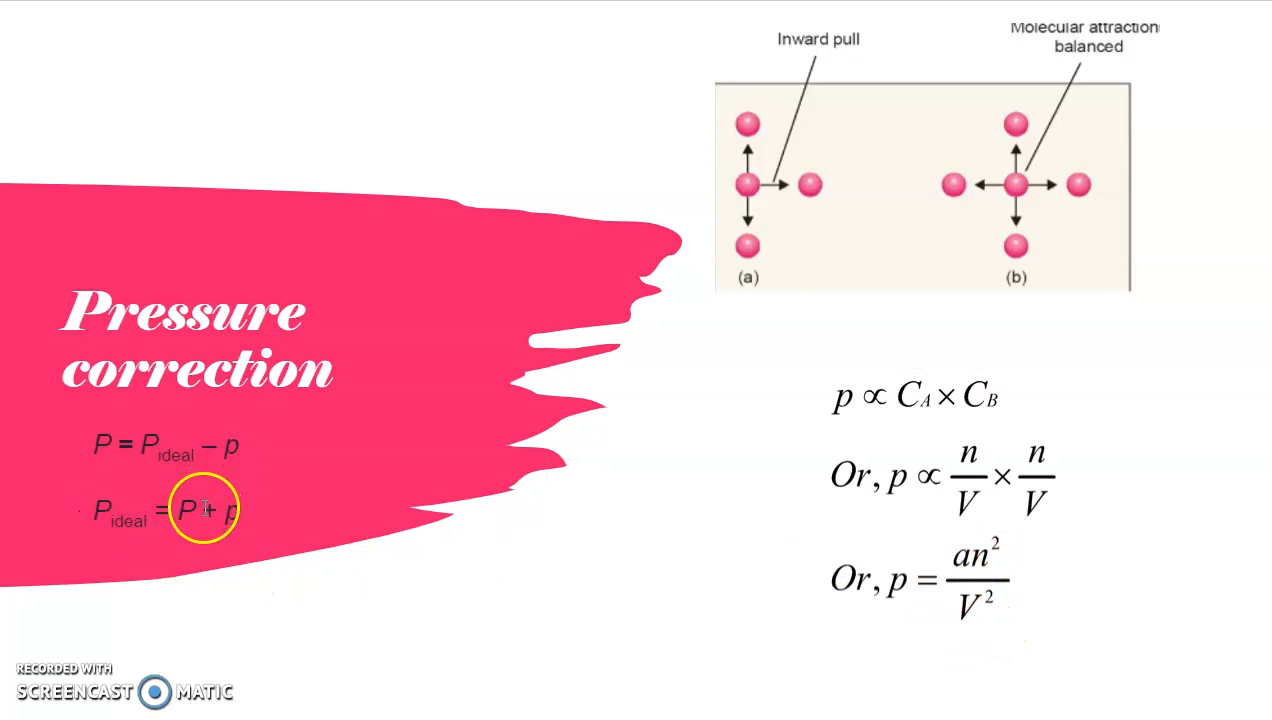 Inward pull
Molecular attraction
balanced
(a)
(b)
Pressure
correction
P = P_ideal – p
P_ideal = P + p
p ∝ C_A × C_B
Or, p ∝ n/V × n/V
Or, p = an²/V²
RECORDED WITH
SCREENCAST MATIC